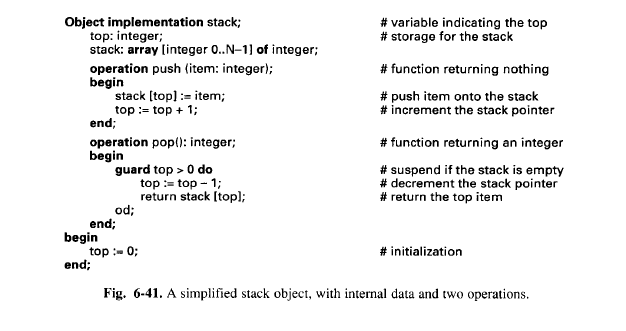 Object implementation stack; # variable indicating the top
top: integer; # storage for the stack
stack: array [integer 0..N–1] of integer;
operation push (item: integer); # function returning nothing
begin
stack [top] := item; # push item onto the stack
top := top + 1; # increment the stack pointer
end;
operation pop(): integer; # function returning an integer
begin
guard top > 0 do # suspend if the stack is empty
top := top – 1; # decrement the stack pointer
return stack [top]; # return the top item
od;
end;
begin
top := 0; # initialization
end;
Fig. 6-41. A simplified stack object, with internal data and two operations.